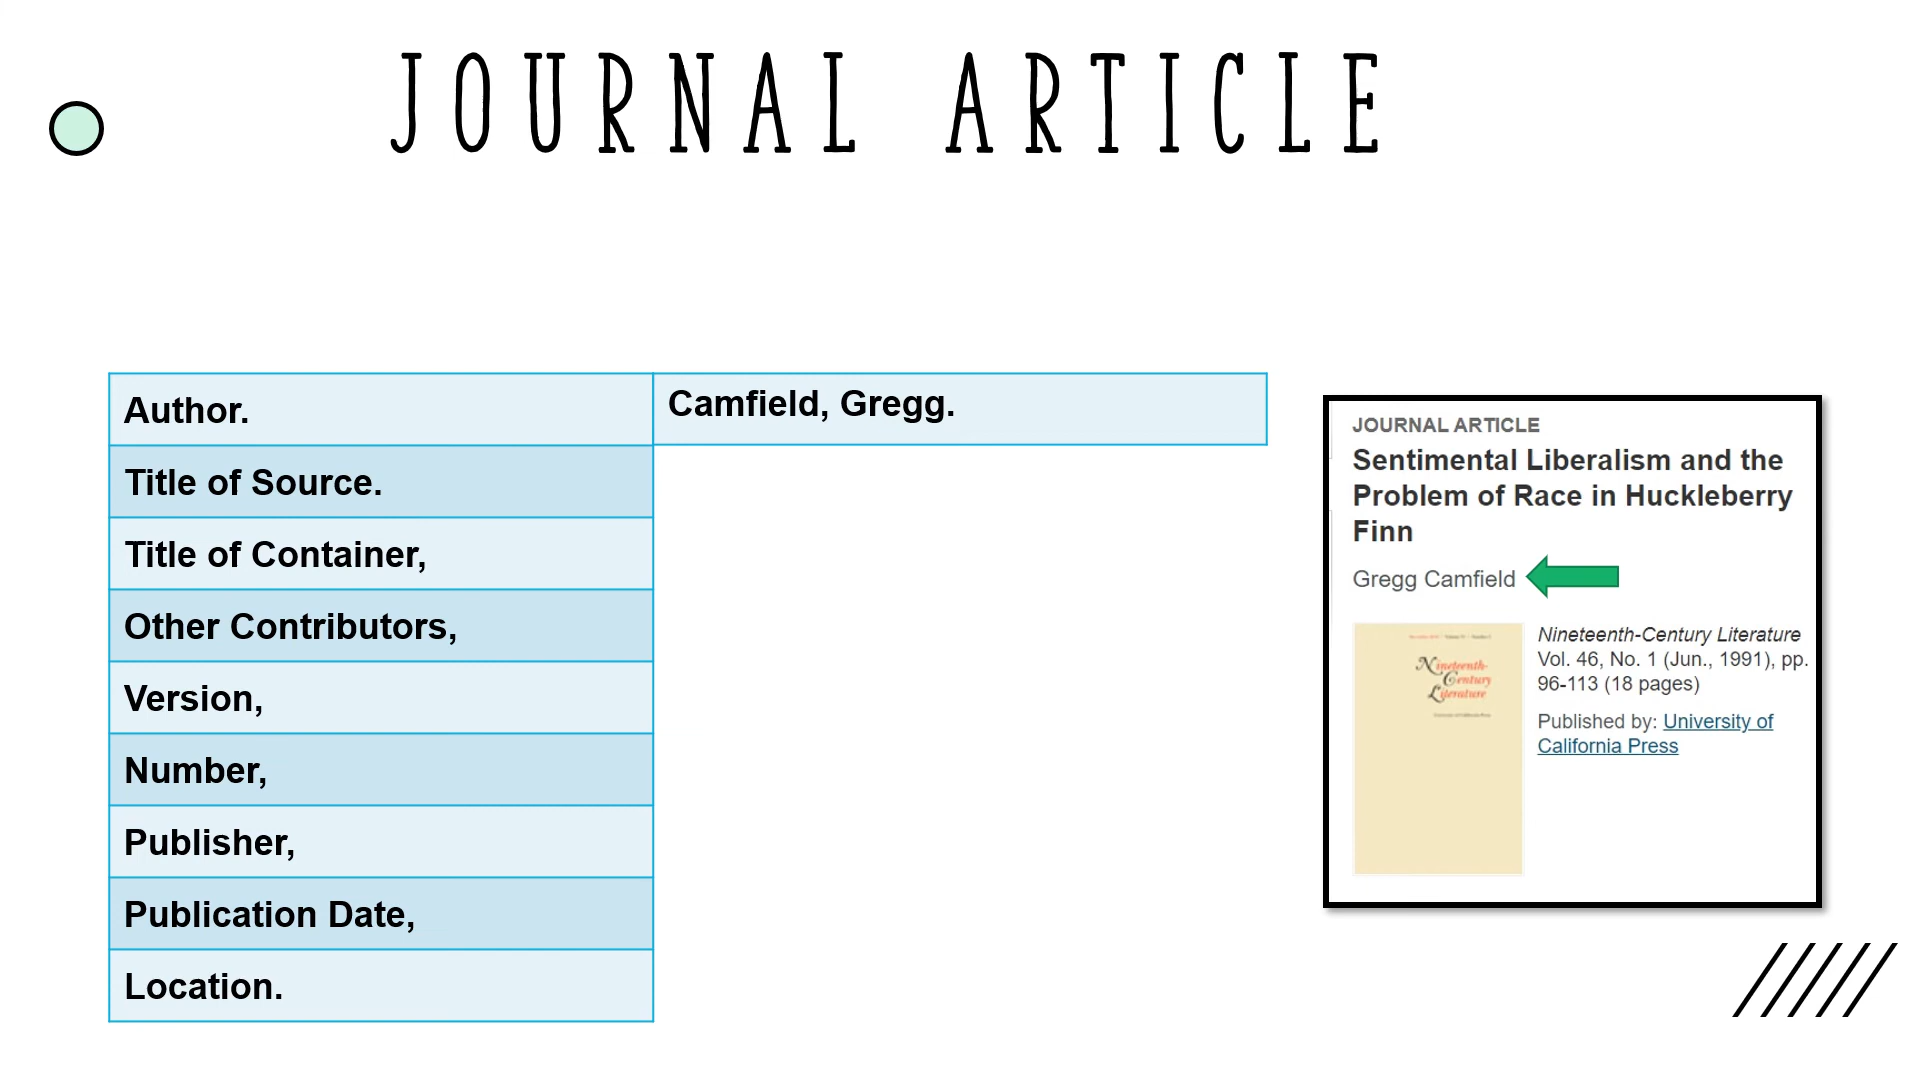 JOURNAL ARTICLE
Author.
Camfield, Gregg.
Title of Source.
Title of Container,
Other Contributors,
Version,
Number,
Publisher,
Publication Date,
Location.
JOURNAL ARTICLE
Sentimental Liberalism and the
Problem of Race in Huckleberry
Finn
Gregg Camfield
Nineteenth-
Century
Literature
Nineteenth-Century Literature
Vol. 46, No. 1 (Jun., 1991), pp.
96-113 (18 pages)
Published by: University of
California Press